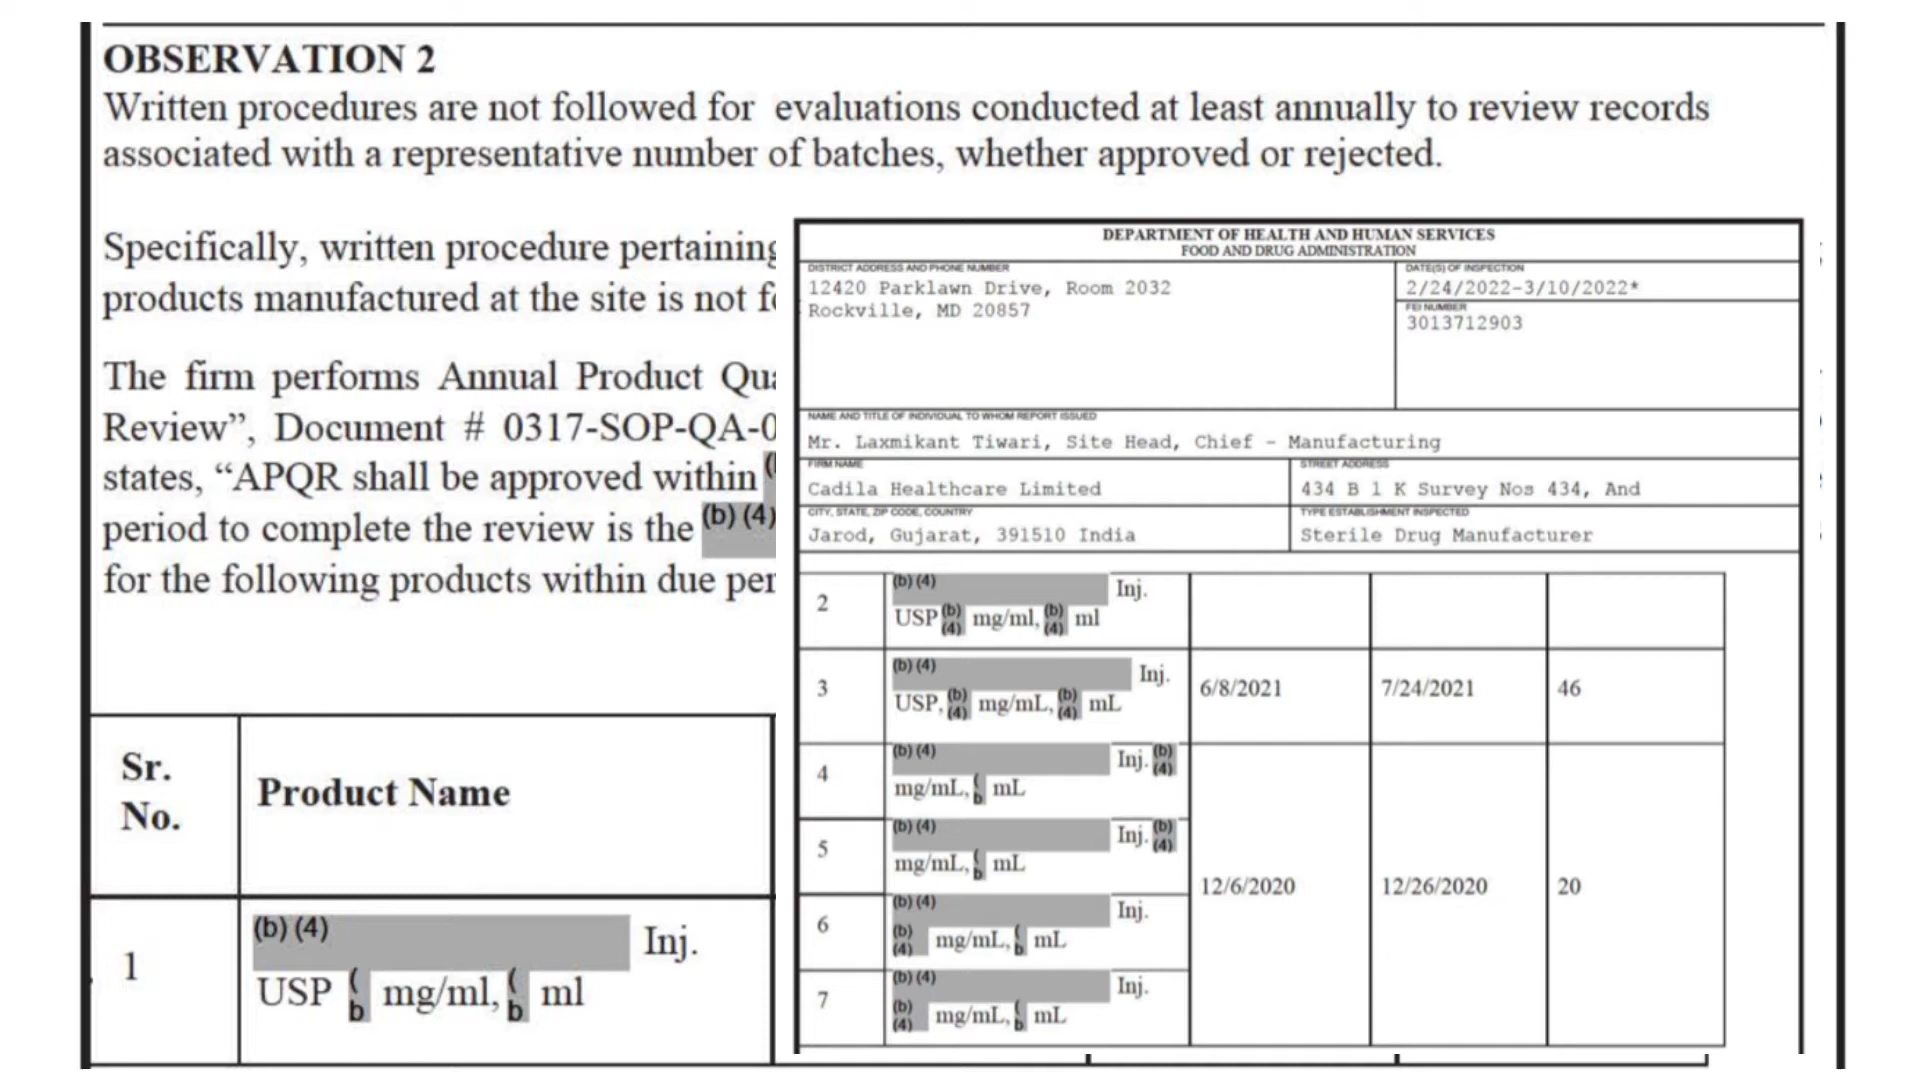 OBSERVATION 2
Written procedures are not followed for evaluations conducted at least annually to review records
associated with a representative number of batches, whether approved or rejected.
Specifically, written procedure pertaining
products manufactured at the site is not
The firm performs Annual Product
Review”, Document # 0317-SOP-QA-0
states, “APQR shall be approved within
period to complete the review is the (b) (4)
for the following products within due
Sr.
No.
Product Name
1
(b) (4)
Inj.
USP ( b mg/ml, ( b ml
DEPARTMENT OF HEALTH AND HUMAN SERVICES
FOOD AND DRUG ADMINISTRATION
DISTRICT ADDRESS AND PHONE NUMBER
12420 Parklawn Drive, Room 2032
Rockville, MD 20857
DATE(S) OF INSPECTION
2/24/2022-3/10/2022*
FEI NUMBER
3013712903
NAME AND TITLE OF INDIVIDUAL TO WHOM REPORT ISSUED
Mr. Laxmikant Tiwari, Site Head, Chief - Manufacturing
FIRM NAME
Cadila Healthcare Limited
STREET ADDRESS
434 B 1 K Survey Nos 434, And
CITY, STATE, ZIP CODE, COUNTRY
Jarod, Gujarat, 391510 India
TYPE ESTABLISHMENT INSPECTED
Sterile Drug Manufacturer
2
(b) (4) Inj.
USP (b) (4) mg/ml, (b) (4) ml
3
(b) (4) Inj.
USP, (b) (4) mg/mL, (b) (4) mL
6/8/2021
7/24/2021
46
4
(b) (4) Inj. (b) (4)
mg/mL, ( b mL
5
(b) (4) Inj. (b) (4)
mg/mL, ( b mL
12/6/2020
12/26/2020
20
6
(b) (4) Inj.
(b) (4) mg/mL, ( b mL
7
(b) (4) Inj.
(b) (4) mg/mL, ( b mL